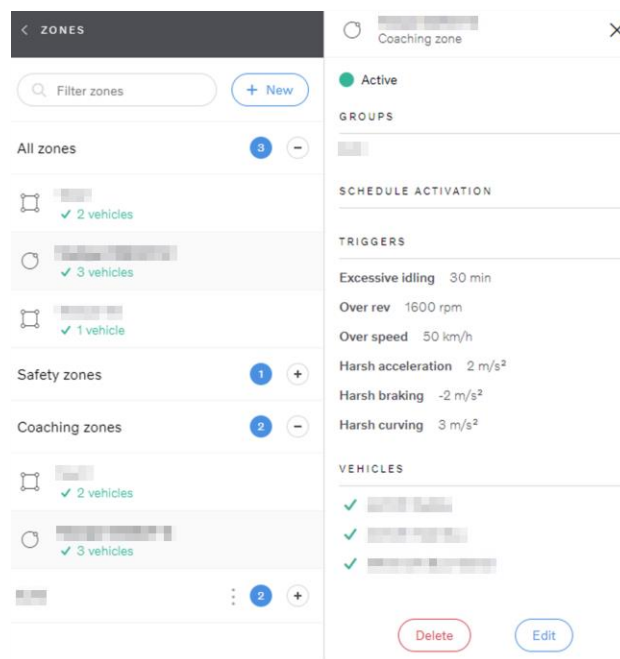 < ZONES
Filter zones
+ New
All zones 3 −
✓ 2 vehicles
✓ 3 vehicles
✓ 1 vehicle
Safety zones 1 +
Coaching zones 2 −
✓ 2 vehicles
✓ 3 vehicles
2 +
Coaching zone
Active
GROUPS
SCHEDULE ACTIVATION
TRIGGERS
Excessive idling 30 min
Over rev 1600 rpm
Over speed 50 km/h
Harsh acceleration 2 m/s²
Harsh braking -2 m/s²
Harsh curving 3 m/s²
VEHICLES
Delete
Edit